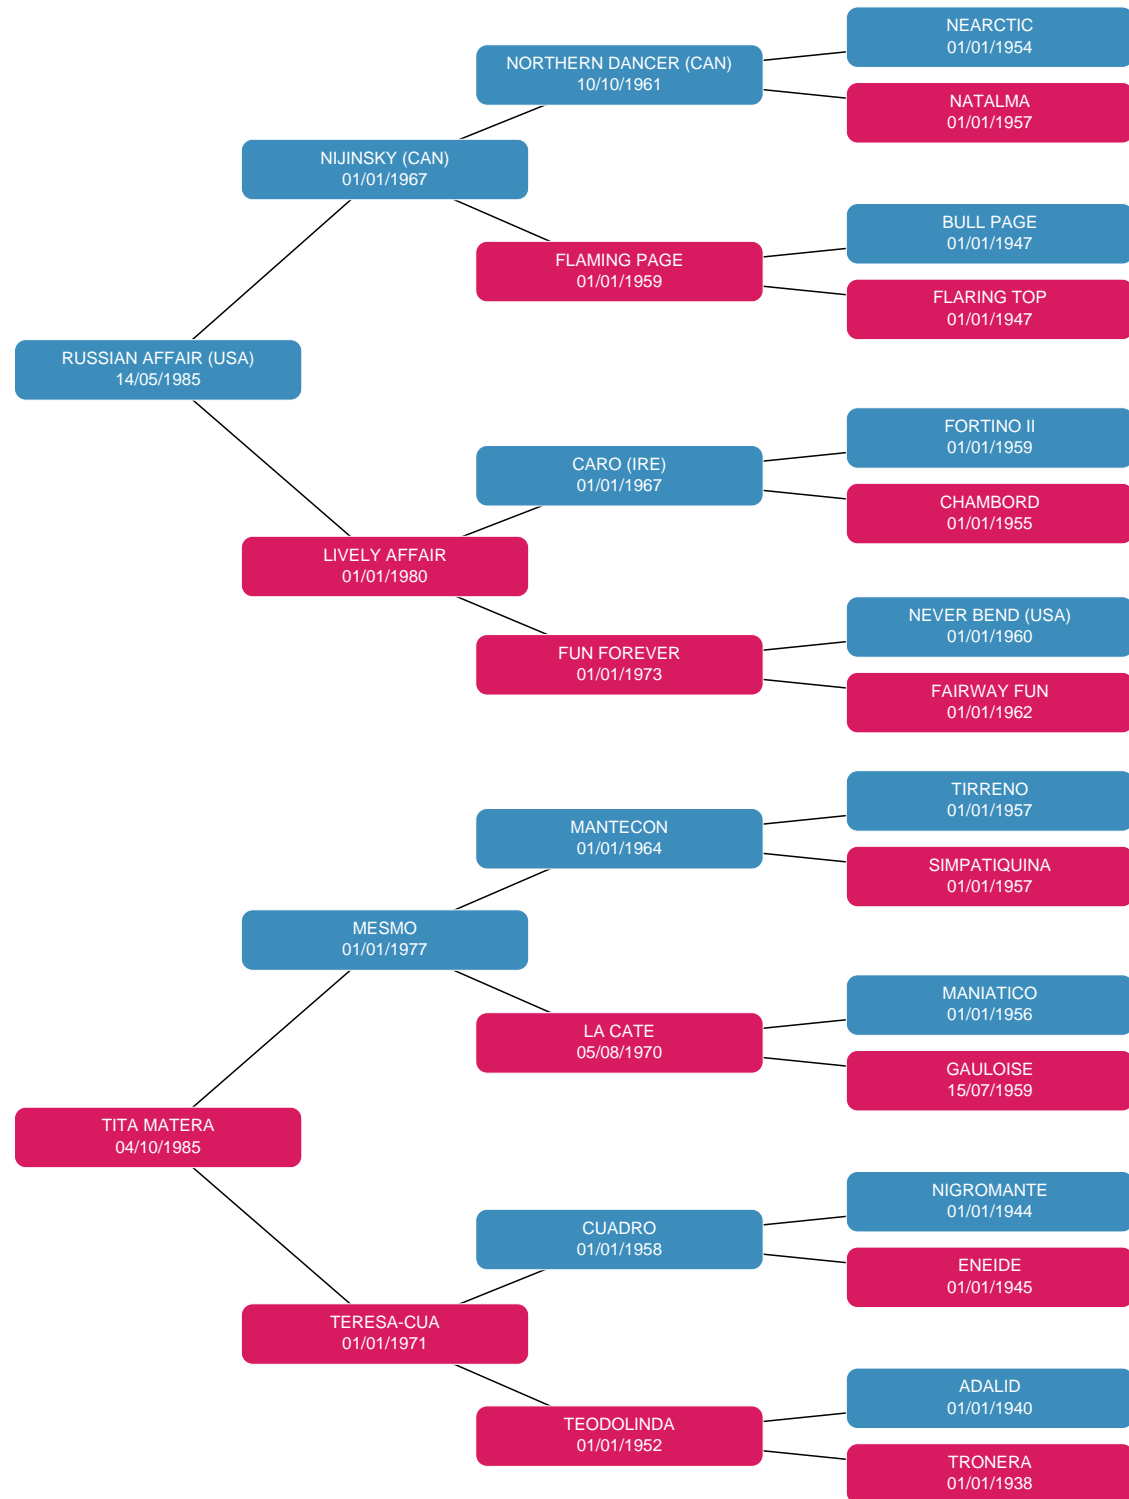 NEARCTIC
01/01/1954
NORTHERN DANCER (CAN)
10/10/1961
NATALMA
01/01/1957
NIJINSKY (CAN)
01/01/1967
BULL PAGE
01/01/1947
FLAMING PAGE
01/01/1959
FLARING TOP
01/01/1947
RUSSIAN AFFAIR (USA)
14/05/1985
FORTINO II
01/01/1959
CARO (IRE)
01/01/1967
CHAMBORD
01/01/1955
LIVELY AFFAIR
01/01/1980
NEVER BEND (USA)
01/01/1960
FUN FOREVER
01/01/1973
FAIRWAY FUN
01/01/1962
TIRRENO
01/01/1957
MANTECON
01/01/1964
SIMPATIQUINA
01/01/1957
MESMO
01/01/1977
MANIATICO
01/01/1956
LA CATE
05/08/1970
GAULOISE
15/07/1959
TITA MATERA
04/10/1985
NIGROMANTE
01/01/1944
CUADRO
01/01/1958
ENEIDE
01/01/1945
TERESA-CUA
01/01/1971
ADALID
01/01/1940
TEODOLINDA
01/01/1952
TRONERA
01/01/1938